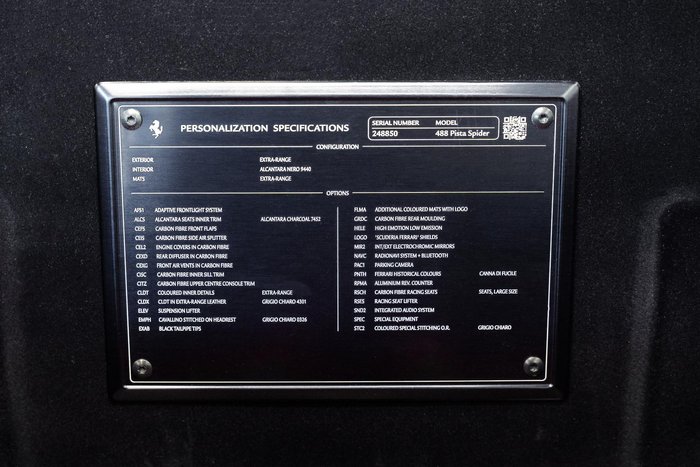 PERSONALIZATION SPECIFICATIONS
SERIAL NUMBER MODEL
248850 488 Pista Spider
CONFIGURATION
EXTERIOR EXTRA-RANGE
INTERIOR ALCANTARA NERO 9440
MATS EXTRA-RANGE
OPTIONS
AFS1 ADAPTIVE FRONTLIGHT SYSTEM
ALCS ALCANTARA SEATS INNER TRIM ALCANTARA CHARCOAL 7452
CEFS CARBON FIBRE FRONT FLAPS
CEIS CARBON FIBRE SIDE AIR SPLITTER
CEL2 ENGINE COVERS IN CARBON FIBRE
CEXD REAR DIFFUSER IN CARBON FIBRE
CEXG FRONT AIR VENTS IN CARBON FIBRE
CISC CARBON FIBRE INNER SILL TRIM
CITZ CARBON FIBRE UPPER CENTRE CONSOLE TRIM
CLDT COLOURED INNER DETAILS EXTRA-RANGE
CLDX CLDT IN EXTRA-RANGE LEATHER GRIGIO CHIARO 4301
ELEV SUSPENSION LIFTER
EMPH CAVALLINO STITCHED ON HEADREST GRIGIO CHIARO 0326
EXAB BLACK TAILPIPE TIPS
FLMA ADDITIONAL COLOURED MATS WITH LOGO
GRDC CARBON FIBRE REAR MOULDING
HELE HIGH EMOTION LOW EMISSION
LOGO 'SCUDERIA FERRARI' SHIELDS
MIR2 INT/EXT ELECTROCHROMIC MIRRORS
NAVC RADIONAVI SYSTEM + BLUETOOTH
PAC1 PARKING CAMERA
PNTH FERRARI HISTORICAL COLOURS CANNA DI FUCILE
RPMA ALUMINIUM REV. COUNTER
RSCH CARBON FIBRE RACING SEATS SEATS, LARGE SIZE
RSES RACING SEAT LIFTER
SND2 INTEGRATED AUDIO SYSTEM
SPEC SPECIAL EQUIPMENT
STC2 COLOURED SPECIAL STITCHING O.R. GRIGIO CHIARO